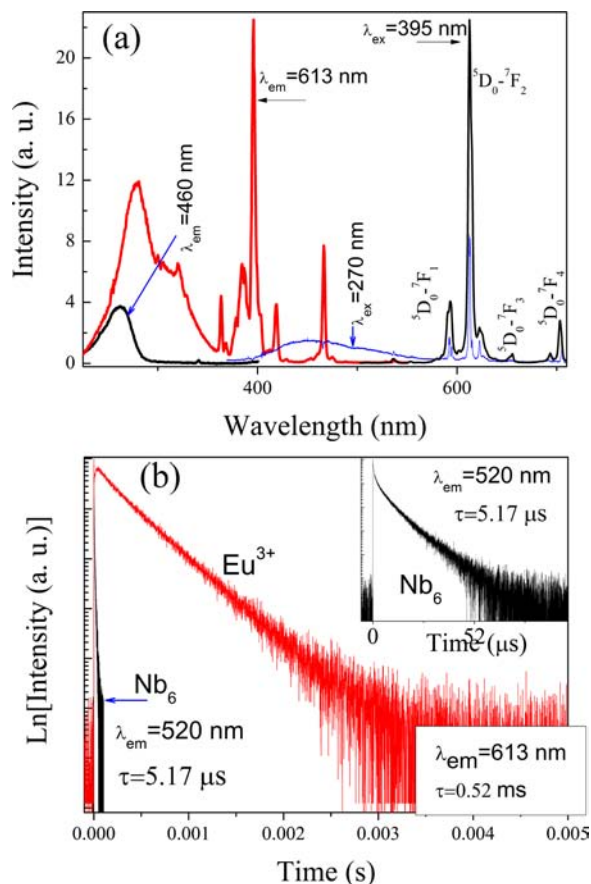 (a)
λex=395 nm
λem=613 nm
⁵D₀-⁷F₂
λem=460 nm
λex=270 nm
⁵D₀-⁷F₁
⁵D₀-⁷F₃
⁵D₀-⁷F₄
Intensity (a. u.)
20
16
12
8
4
0
400
600
Wavelength (nm)
(b)
λem=520 nm
τ=5.17 μs
Nb₆
0
52
Time (μs)
Eu³⁺
Nb₆
λem=520 nm
τ=5.17 μs
λem=613 nm
τ=0.52 ms
Ln[Intensity (a. u.)]
0.000
0.001
0.002
0.003
0.004
0.005
Time (s)